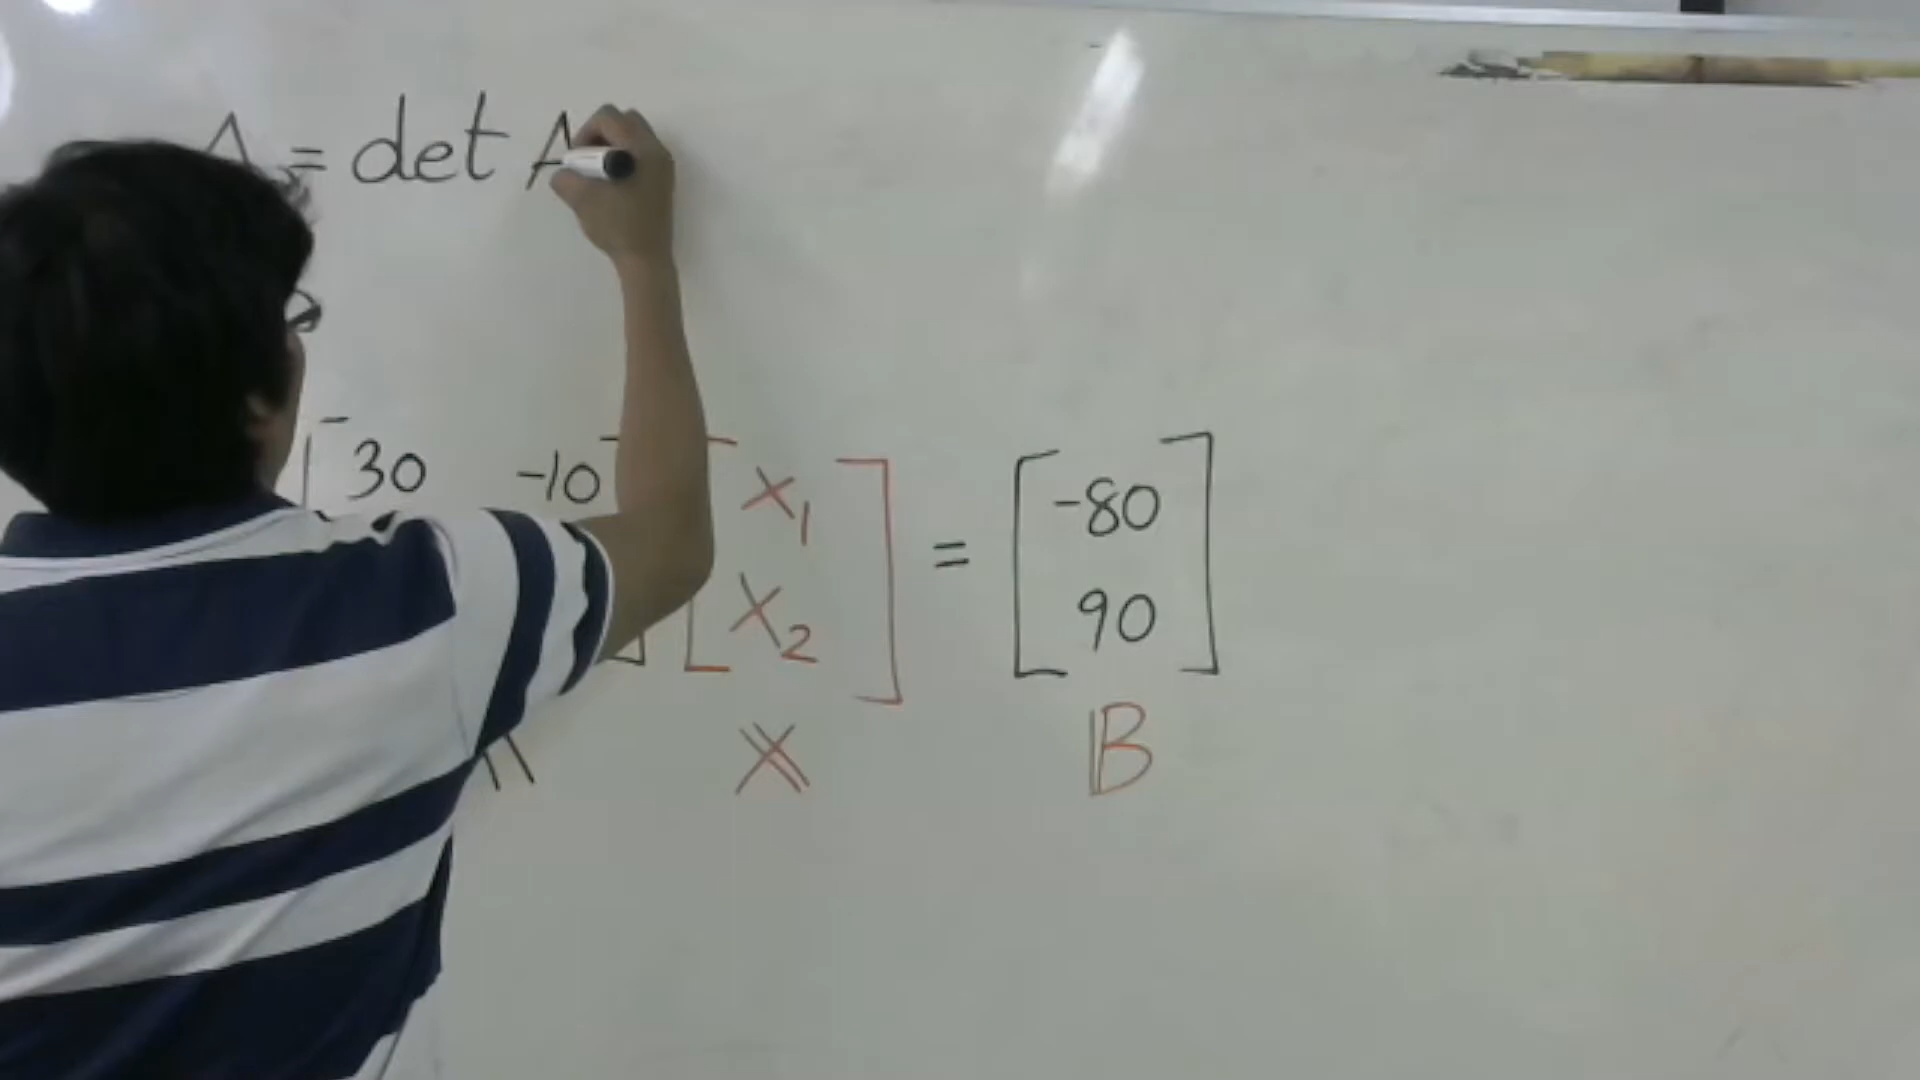 Δ = det A
30 -10 x₁ = -80
x₂ 90
X B